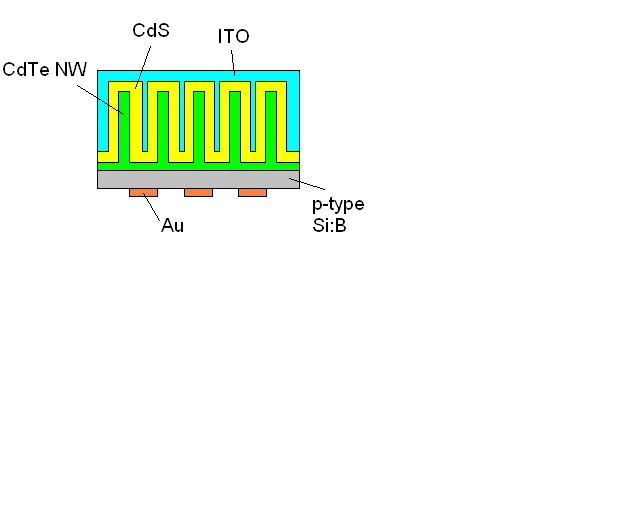 CdS
ITO
CdTe NW
p-type
Si:B
Au